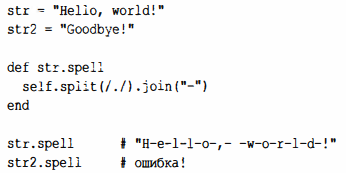 str = "Hello, world!"
str2 = "Goodbye!"
def str.spell
self.split(/./).join("-")
end
str.spell # "H-e-l-l-o-,- -w-o-r-l-d-!"
str2.spell # ошибка!